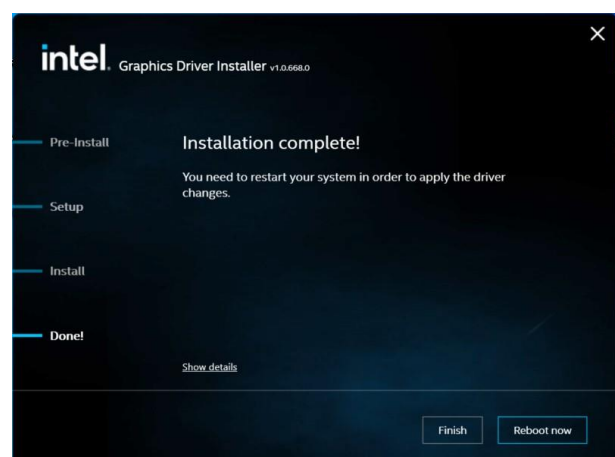 intel. Graphics Driver Installer v1.0.668.0
Pre-Install
Setup
Install
Done!
Installation complete!
You need to restart your system in order to apply the driver
changes.
Show details
Finish
Reboot now